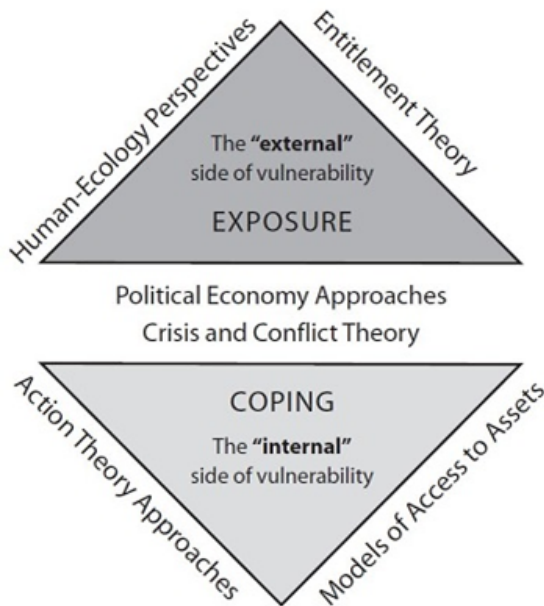 Human-Ecology Perspectives
Entitlement Theory
The "external"
side of vulnerability
EXPOSURE
Political Economy Approaches
Crisis and Conflict Theory
COPING
The "internal"
side of vulnerability
Action Theory Approaches
Models of Access to Assets